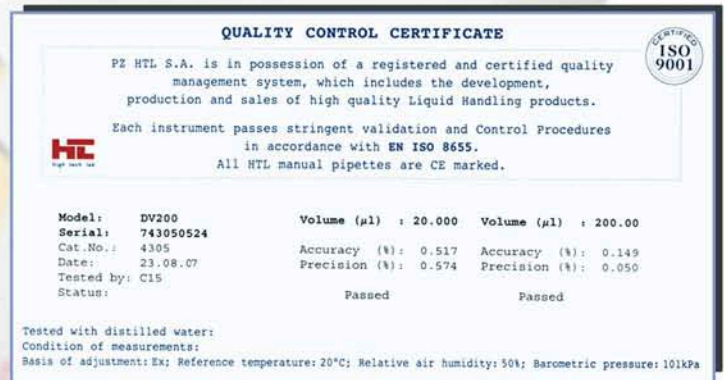 QUALITY CONTROL CERTIFICATE
CERTIFIED
ISO
9001
PZ HTL S.A. is in possession of a registered and certified quality
management system, which includes the development,
production and sales of high quality Liquid Handling products.
Each instrument passes stringent validation and Control Procedures
in accordance with EN ISO 8655.
All HTL manual pipettes are CE marked.
HTL
high tech lab
Model: DV200 Volume (µl) : 20.000 Volume (µl) : 200.00
Serial: 743050524
Cat.No.: 4305 Accuracy (%): 0.517 Accuracy (%): 0.149
Date: 23.08.07 Precision (%): 0.574 Precision (%): 0.050
Tested by: C15
Status: Passed Passed
Tested with distilled water:
Condition of measurements:
Basis of adjustment: Ex; Reference temperature: 20°C; Relative air humidity: 50%; Barometric pressure: 101kPa